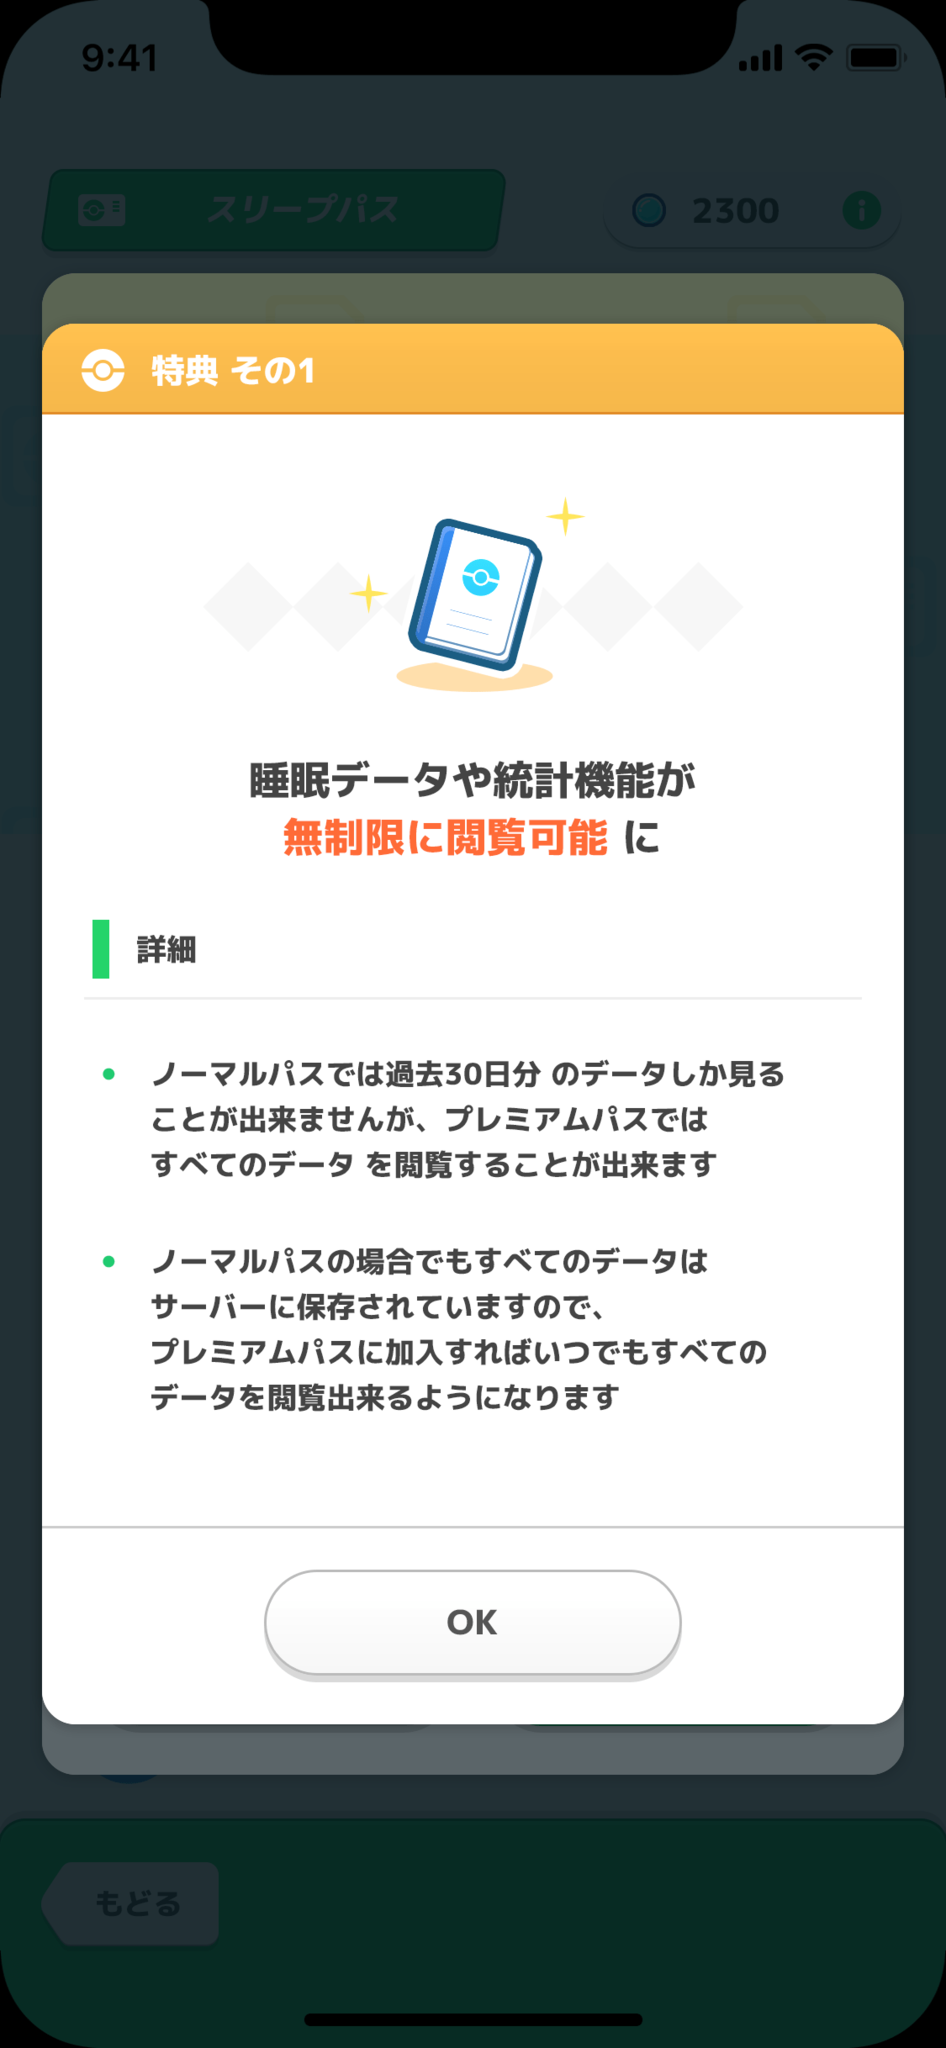 9:41
スリープパス
2300
特典 その1
睡眠データや統計機能が
無制限に閲覧可能 に
詳細
ノーマルパスでは過去30日分 のデータしか見る
ことが出来ませんが、プレミアムパスでは
すべてのデータ を閲覧することが出来ます
ノーマルパスの場合でもすべてのデータは
サーバーに保存されていますので、
プレミアムパスに加入すればいつでもすべての
データを閲覧出来るようになります
OK
もどる